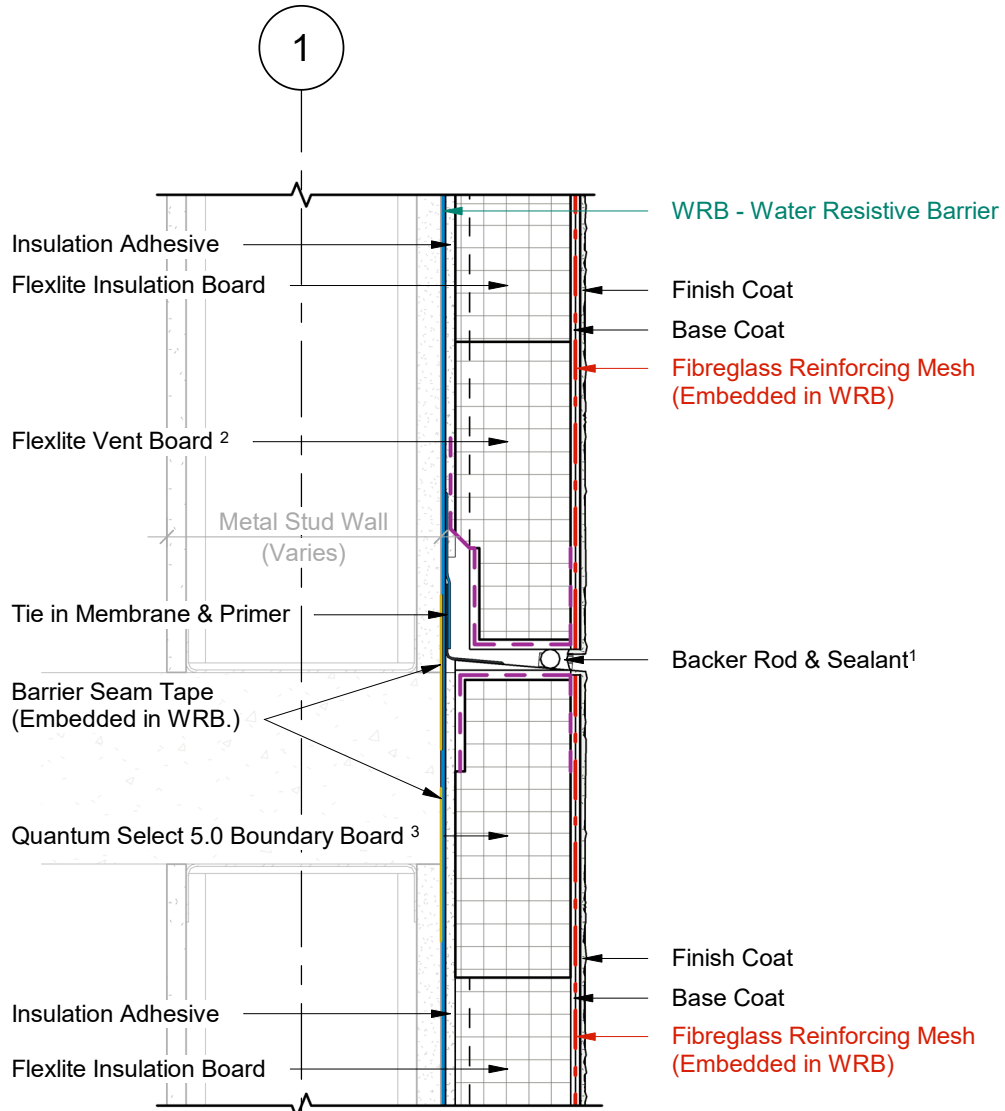 1
WRB - Water Resistive Barrier
Insulation Adhesive
Flexlite Insulation Board
Finish Coat
Base Coat
Fibreglass Reinforcing Mesh
(Embedded in WRB)
Flexlite Vent Board ²
Metal Stud Wall
(Varies)
Tie in Membrane & Primer
Backer Rod & Sealant¹
Barrier Seam Tape
(Embedded in WRB.)
Quantum Select 5.0 Boundary Board ³
Finish Coat
Base Coat
Insulation Adhesive
Fibreglass Reinforcing Mesh
(Embedded in WRB)
Flexlite Insulation Board